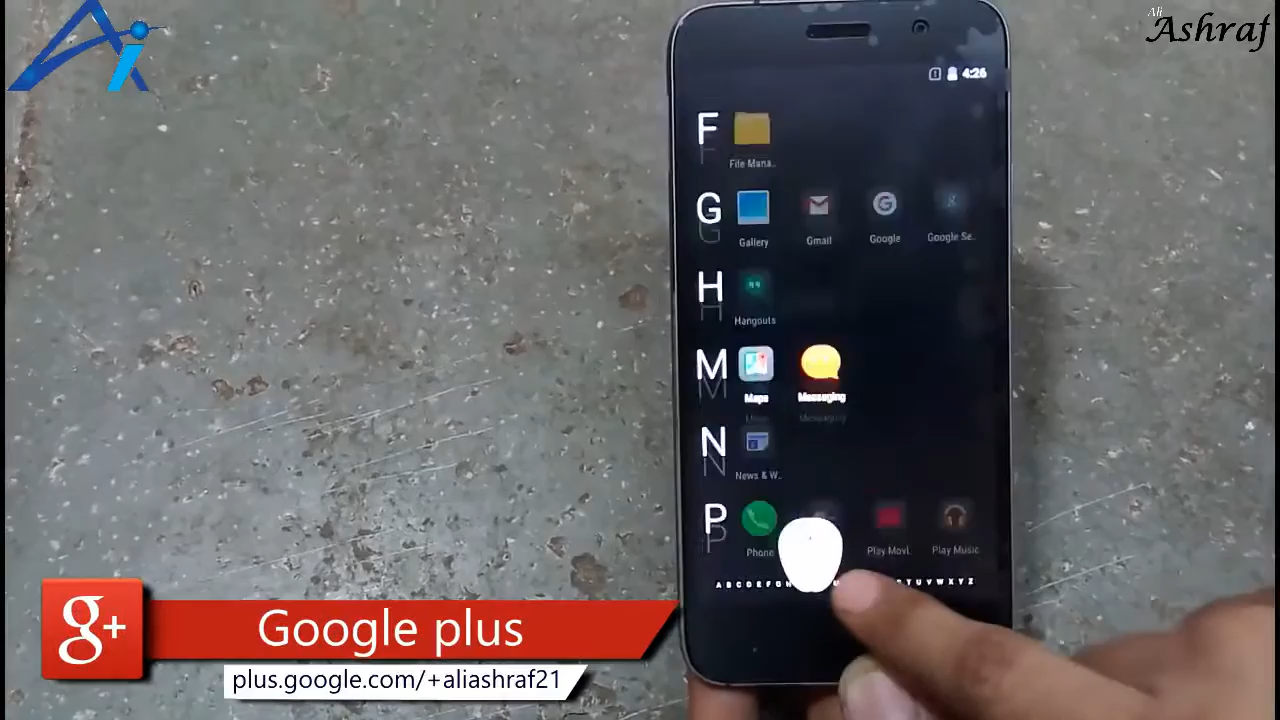 Ali
Ashraf
4:26
F
File Mana..
G
Gallery
Gmail
Google
Google Se..
H
Hangouts
M
Maps
Messaging
N
News & W..
P
Phone
Play Movi..
Play Music
A B C D E F G H
T U V W X Y Z
g+
Google plus
plus.google.com/+aliashraf21